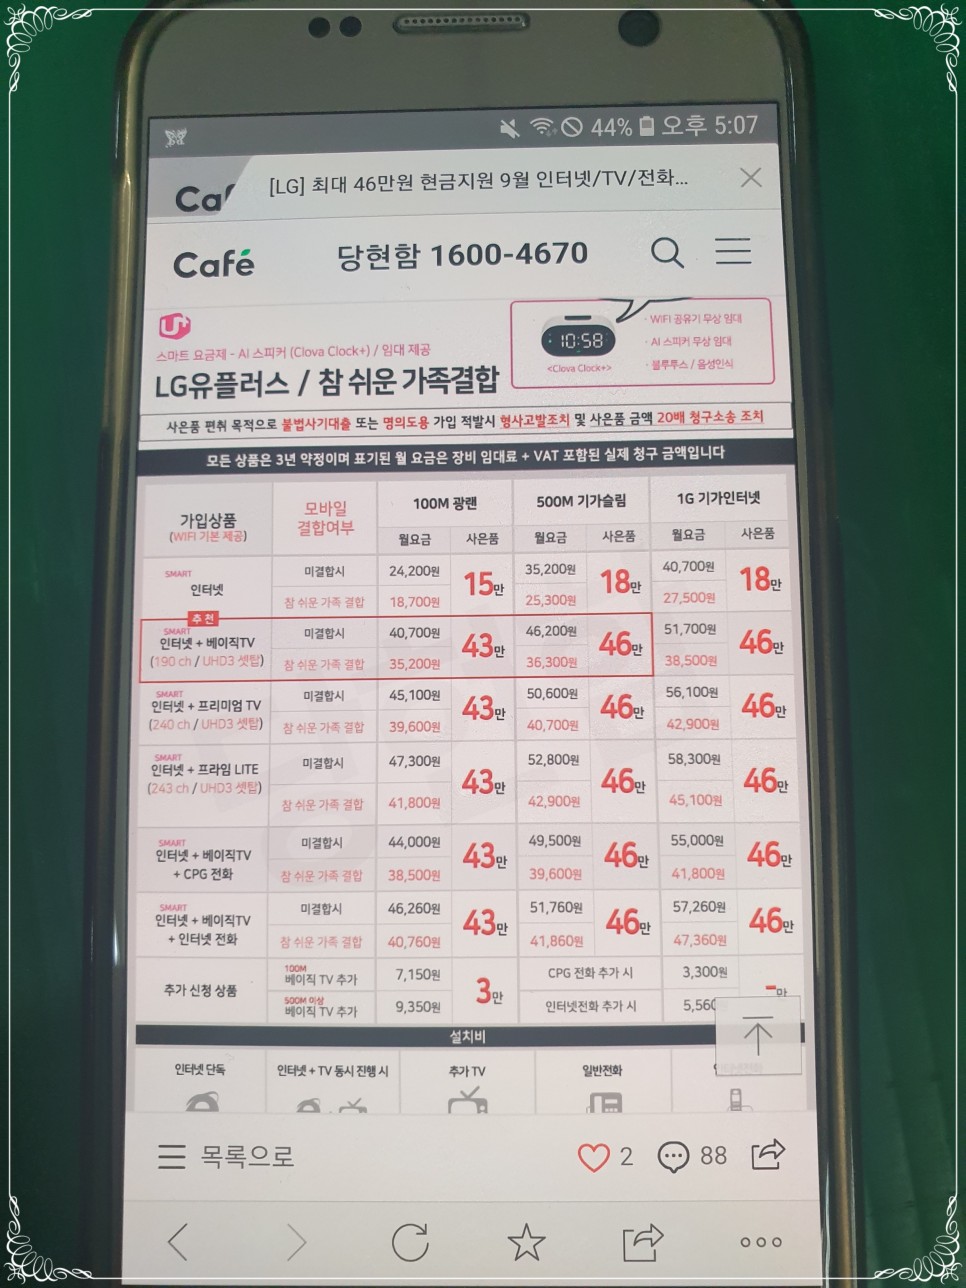 44% 오후 5:07
Caf
[LG] 최대 46만원 현금지원 9월 인터넷/TV/전화...
Café 당현함 1600-4670
U+
스마트 요금제 - AI 스피커 (Clova Clock+) / 임대 제공
LG유플러스 / 참 쉬운 가족결합
10:58
<Clova Clock+>
· WIFI 공유기 무상 임대
· AI 스피커 무상 임대
· 블루투스 / 음성인식
사은품 편취 목적으로 불법사기대출 또는 명의도용 가입 적발시 형사고발조치 및 사은품 금액 20배 청구소송 조치
모든 상품은 3년 약정이며 표기된 월 요금은 장비 임대료 + VAT 포함된 실제 청구 금액입니다
가입상품
(WIFI 기본 제공)
모바일
결합여부
100M 광랜 500M 기가슬림 1G 기가인터넷
월요금 사은품 월요금 사은품 월요금 사은품
SMART
인터넷
미결합시 24,200원 15만 35,200원 18만 40,700원 18만
참 쉬운 가족 결합 18,700원 25,300원 27,500원
추천
SMART
인터넷 + 베이직TV
(190 ch / UHD3 셋탑)
미결합시 40,700원 43만 46,200원 46만 51,700원 46만
참 쉬운 가족 결합 35,200원 36,300원 38,500원
SMART
인터넷 + 프리미엄 TV
(240 ch / UHD3 셋탑)
미결합시 45,100원 43만 50,600원 46만 56,100원 46만
참 쉬운 가족 결합 39,600원 40,700원 42,900원
SMART
인터넷 + 프라임 LITE
(243 ch / UHD3 셋탑)
미결합시 47,300원 43만 52,800원 46만 58,300원 46만
참 쉬운 가족 결합 41,800원 42,900원 45,100원
SMART
인터넷 + 베이직TV
+ CPG 전화
미결합시 44,000원 43만 49,500원 46만 55,000원 46만
참 쉬운 가족 결합 38,500원 39,600원 41,800원
SMART
인터넷 + 베이직TV
+ 인터넷 전화
미결합시 46,260원 43만 51,760원 46만 57,260원 46만
참 쉬운 가족 결합 40,760원 41,860원 47,360원
추가 신청 상품
100M
베이직 TV 추가 7,150원 3만 CPG 전화 추가 시 3,300원 -만
500M 이상
베이직 TV 추가 9,350원 인터넷전화 추가 시 5,560
설치비
인터넷 단독 인터넷 + TV 동시 진행 시 추가 TV 일반전화
목록으로 2 88